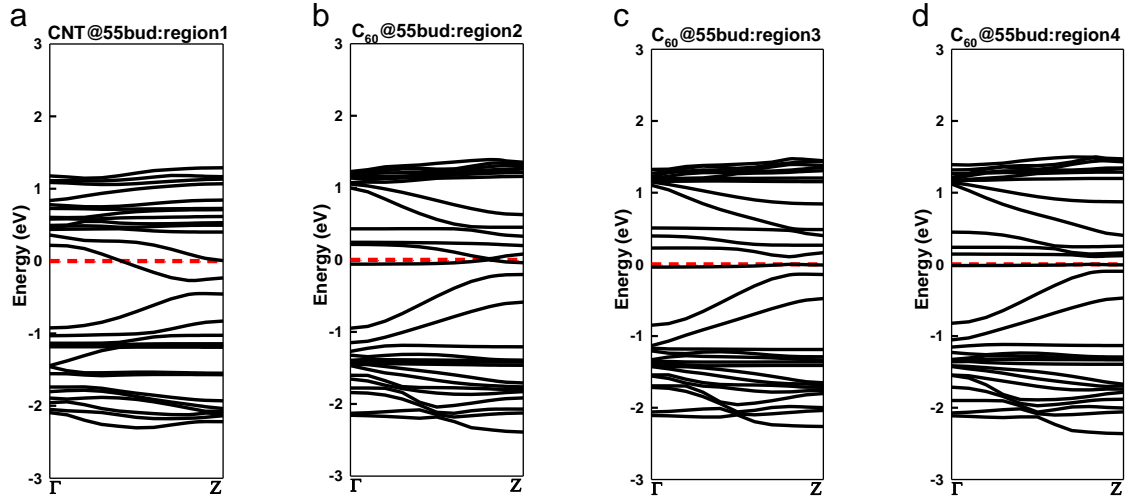 a
CNT@55bud:region1
3
2
1
0
-1
-2
-3
Energy (eV)
Γ Z
b
C60@55bud:region2
3
2
1
0
-1
-2
-3
Energy (eV)
Γ Z
c
C60@55bud:region3
3
2
1
0
-1
-2
-3
Energy (eV)
Γ Z
d
C60@55bud:region4
3
2
1
0
-1
-2
-3
Energy (eV)
Γ Z